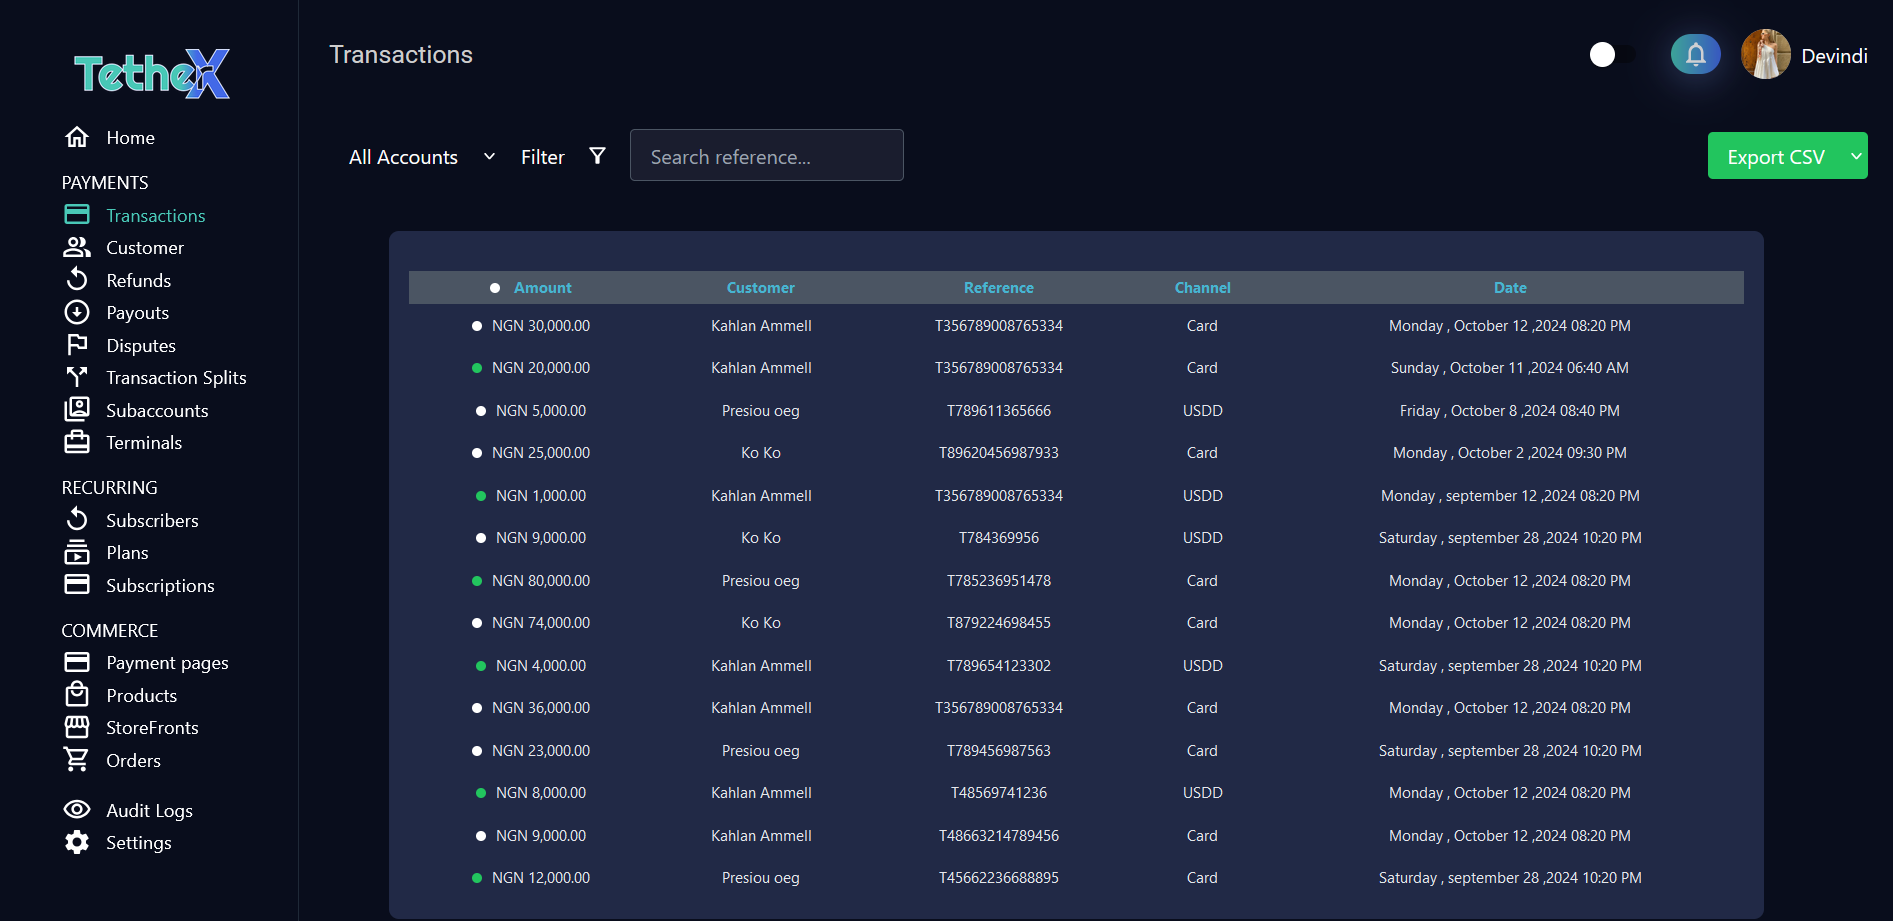 TetherX
Transactions
Devindi
Home
PAYMENTS
Transactions
Customer
Refunds
Payouts
Disputes
Transaction Splits
Subaccounts
Terminals
RECURRING
Subscribers
Plans
Subscriptions
COMMERCE
Payment pages
Products
StoreFronts
Orders
Audit Logs
Settings
All Accounts Filter Search reference... Export CSV
Amount Customer Reference Channel Date
NGN 30,000.00 Kahlan Ammell T356789008765334 Card Monday , October 12 ,2024 08:20 PM
NGN 20,000.00 Kahlan Ammell T356789008765334 Card Sunday , October 11 ,2024 06:40 AM
NGN 5,000.00 Presiou oeg T789611365666 USDD Friday , October 8 ,2024 08:40 PM
NGN 25,000.00 Ko Ko T89620456987933 Card Monday , October 2 ,2024 09:30 PM
NGN 1,000.00 Kahlan Ammell T356789008765334 USDD Monday , september 12 ,2024 08:20 PM
NGN 9,000.00 Ko Ko T784369956 USDD Saturday , september 28 ,2024 10:20 PM
NGN 80,000.00 Presiou oeg T785236951478 Card Monday , October 12 ,2024 08:20 PM
NGN 74,000.00 Ko Ko T879224698455 Card Monday , October 12 ,2024 08:20 PM
NGN 4,000.00 Kahlan Ammell T789654123302 USDD Saturday , september 28 ,2024 10:20 PM
NGN 36,000.00 Kahlan Ammell T356789008765334 Card Monday , October 12 ,2024 08:20 PM
NGN 23,000.00 Presiou oeg T789456987563 Card Saturday , september 28 ,2024 10:20 PM
NGN 8,000.00 Kahlan Ammell T48569741236 USDD Monday , October 12 ,2024 08:20 PM
NGN 9,000.00 Kahlan Ammell T48663214789456 Card Monday , October 12 ,2024 08:20 PM
NGN 12,000.00 Presiou oeg T45662236688895 Card Saturday , september 28 ,2024 10:20 PM